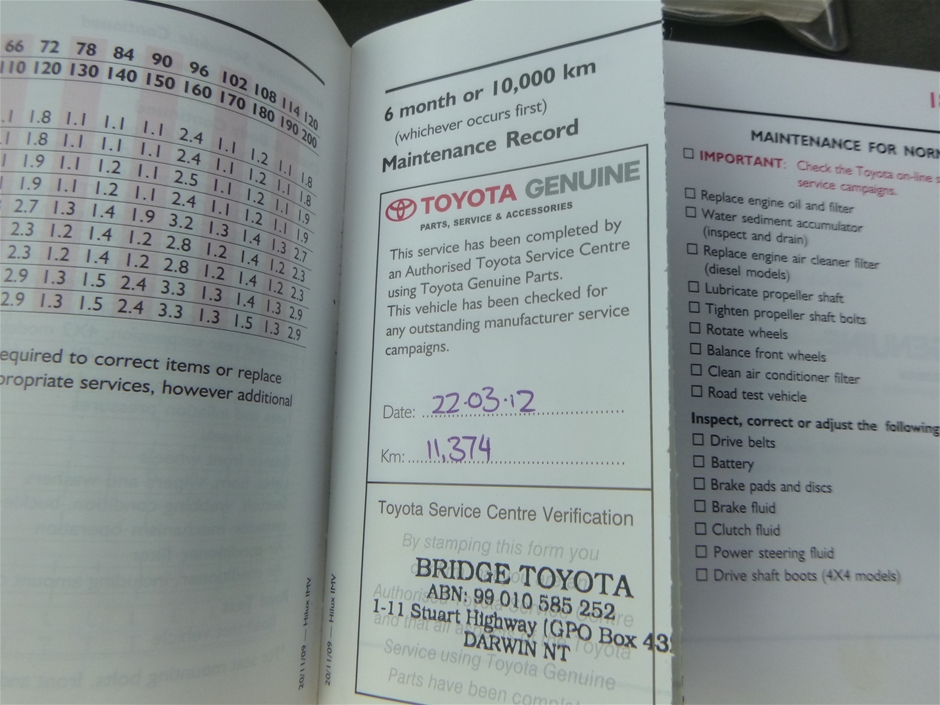 66 72 78 84 90 96 102 108 114 120
110 120 130 140 150 160 170 180 190 200
.1 1.8 1.1 1.1 1.1 2.4 1.1 1.2 1.1 1.8
1.8 1.1 1.1 1.1 2.4 1.1 1.2 1.1 1.8
1.9 1.1 1.2 1.1 2.5 1.1 1.2 1.1 1.9
1.9 1.1 1.2 1.1 2.4 1.1 1.2 1.1 1.9
2.7 1.3 1.4 1.9 3.2 1.3 1.4 1.3 2.7
2.3 1.2 1.4 1.2 2.8 1.2 1.4 1.2 2.3
2.3 1.2 1.4 1.2 2.8 1.2 1.4 1.2 2.3
2.9 1.3 1.5 2.4 3.3 1.3 1.4 1.3 2.9
2.9 1.3 1.5 2.4 3.3 1.3 1.5 1.3 2.9
equired to correct items or replace
propriate services, however additional
20/11/09 — Hilux IMV
20/11/09 — Hilux IMV
6 month or 10,000 km
(whichever occurs first)
Maintenance Record
TOYOTA GENUINE
PARTS, SERVICE & ACCESSORIES
This service has been completed by
an Authorised Toyota Service Centre
using Toyota Genuine Parts.
This vehicle has been checked for
any outstanding manufacturer service
campaigns.
Date: 22.03.12
Km: 11,374
Toyota Service Centre Verification
By stamping this form you
BRIDGE TOYOTA
ABN: 99 010 585 252
1-11 Stuart Highway (GPO Box 43
DARWIN NT
Service using Toyota Genuine
Parts have been comple
MAINTENANCE FOR NOR
IMPORTANT: Check the Toyota on-line s
service campaigns.
Replace engine oil and filter
Water sediment accumulator
(inspect and drain)
Replace engine air cleaner filter
(diesel models)
Lubricate propeller shaft
Tighten propeller shaft bolts
Rotate wheels
Balance front wheels
Clean air conditioner filter
Road test vehicle
Inspect, correct or adjust the following
Drive belts
Battery
Brake pads and discs
Brake fluid
Clutch fluid
Power steering fluid
Drive shaft boots (4X4 models)